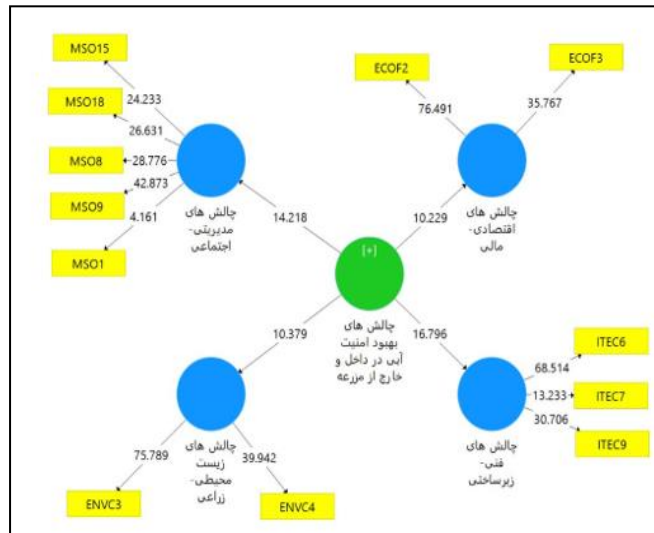 MSO15
MSO18
MSO8
MSO9
MSO1
24.233
26.631
28.776
42.873
4.161
چالش های
مدیریتی-
اجتماعی
14.218
ECOF2
ECOF3
76.491
35.767
چالش های
اقتصادی-
مالی
10.229
[+]
چالش های
بهبود امنیت
آبی در داخل و
خارج از مزرعه
10.379
16.796
چالش های
زیست
محیطی-
زراعی
75.789
39.942
ENVC3
ENVC4
چالش های
فنی-
زیرساختی
68.514
13.233
30.706
ITEC6
ITEC7
ITEC9